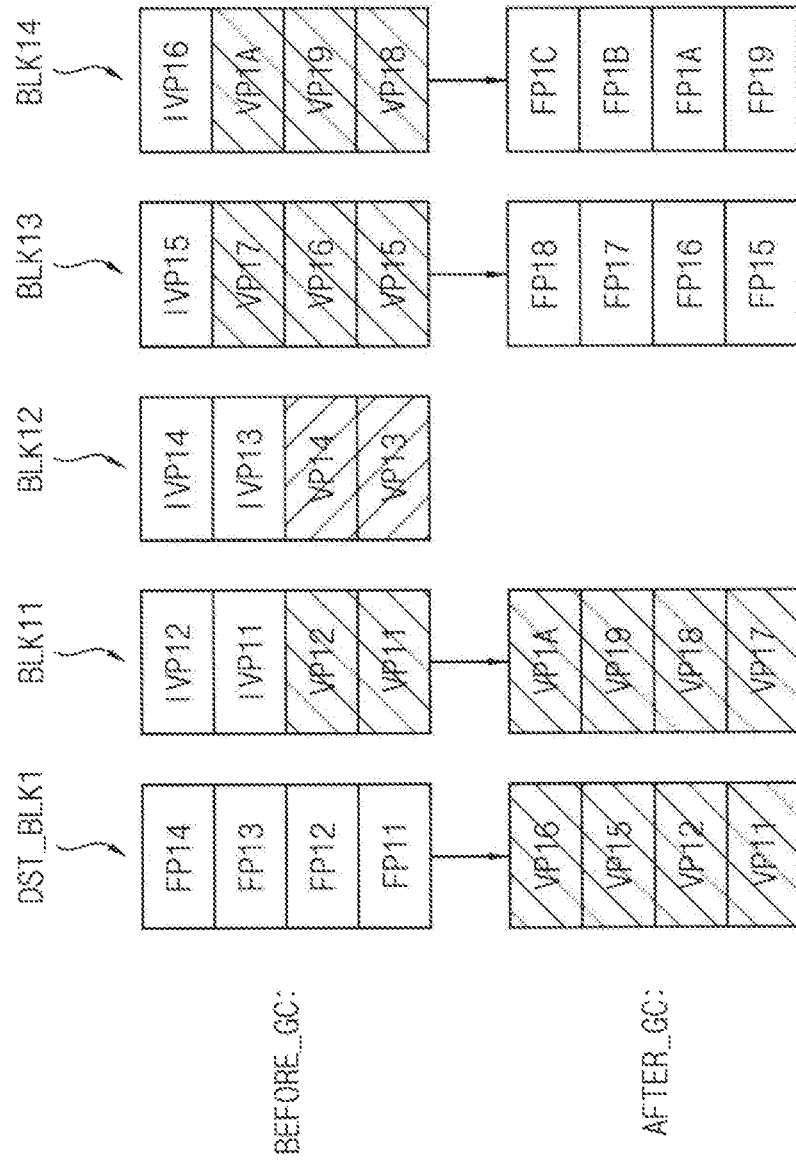 DST_BLK1 BLK11 BLK12 BLK13 BLK14
FP14 IVP12 IVP14 IVP15 IVP16
FP13 IVP11 IVP13 VP17 VP1A
BEFORE_GC:
FP12 VP12 VP14 VP16 VP19
FP11 VP11 VP13 VP15 VP18
VP16 VP1A FP18 FP1C
VP15 VP19 FP17 FP1B
AFTER_GC:
VP12 VP18 FP16 FP1A
VP11 VP17 FP15 FP19